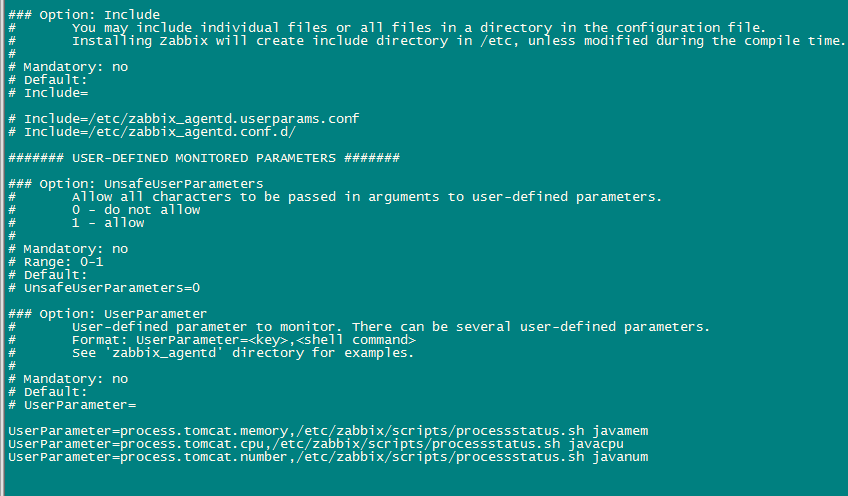 ### Option: Include
#       You may include individual files or all files in a directory in the configuration file.
#       Installing Zabbix will create include directory in /etc, unless modified during the compile time.
#
# Mandatory: no
# Default:
# Include=

# Include=/etc/zabbix_agentd.userparams.conf
# Include=/etc/zabbix_agentd.conf.d/

####### USER-DEFINED MONITORED PARAMETERS #######

### Option: UnsafeUserParameters
#       Allow all characters to be passed in arguments to user-defined parameters.
#       0 - do not allow
#       1 - allow
#
# Mandatory: no
# Range: 0-1
# Default:
# UnsafeUserParameters=0

### Option: UserParameter
#       User-defined parameter to monitor. There can be several user-defined parameters.
#       Format: UserParameter=<key>,<shell command>
#       See 'zabbix_agentd' directory for examples.
#
# Mandatory: no
# Default:
# UserParameter=

UserParameter=process.tomcat.memory,/etc/zabbix/scripts/processstatus.sh javamem
UserParameter=process.tomcat.cpu,/etc/zabbix/scripts/processstatus.sh javacpu
UserParameter=process.tomcat.number,/etc/zabbix/scripts/processstatus.sh javanum